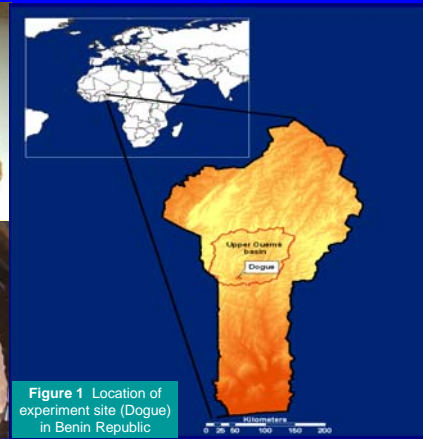 Upper Oueme
basin
Dogue
Figure 1 Location of
experiment site (Dogue)
in Benin Republic
Kilometers
0 25 50 100 150 200